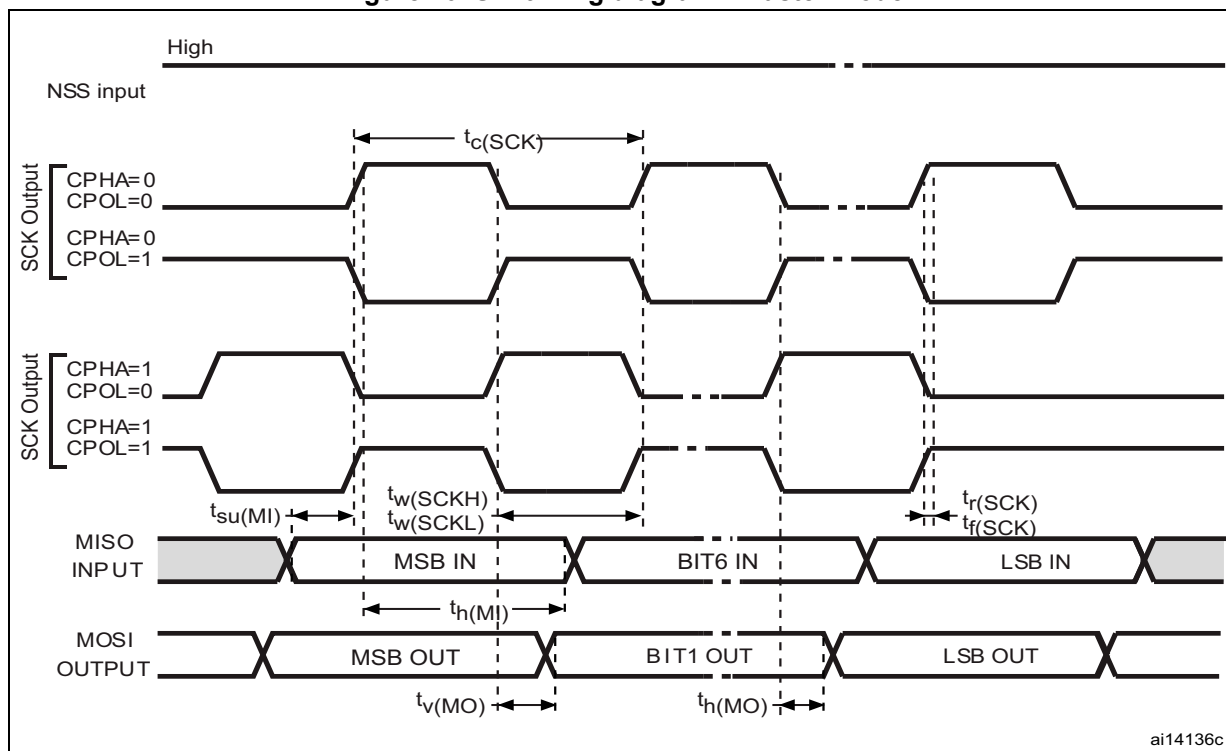 High
NSS input
tc(SCK)
SCK Output
CPHA=0
CPOL=0
CPHA=0
CPOL=1
SCK Output
CPHA=1
CPOL=0
CPHA=1
CPOL=1
tsu(MI)
tw(SCKH)
tw(SCKL)
tr(SCK)
tf(SCK)
MISO
INPUT
MSB IN
BIT6 IN
LSB IN
th(MI)
MOSI
OUTPUT
MSB OUT
BIT1 OUT
LSB OUT
tv(MO)
th(MO)
ai14136c